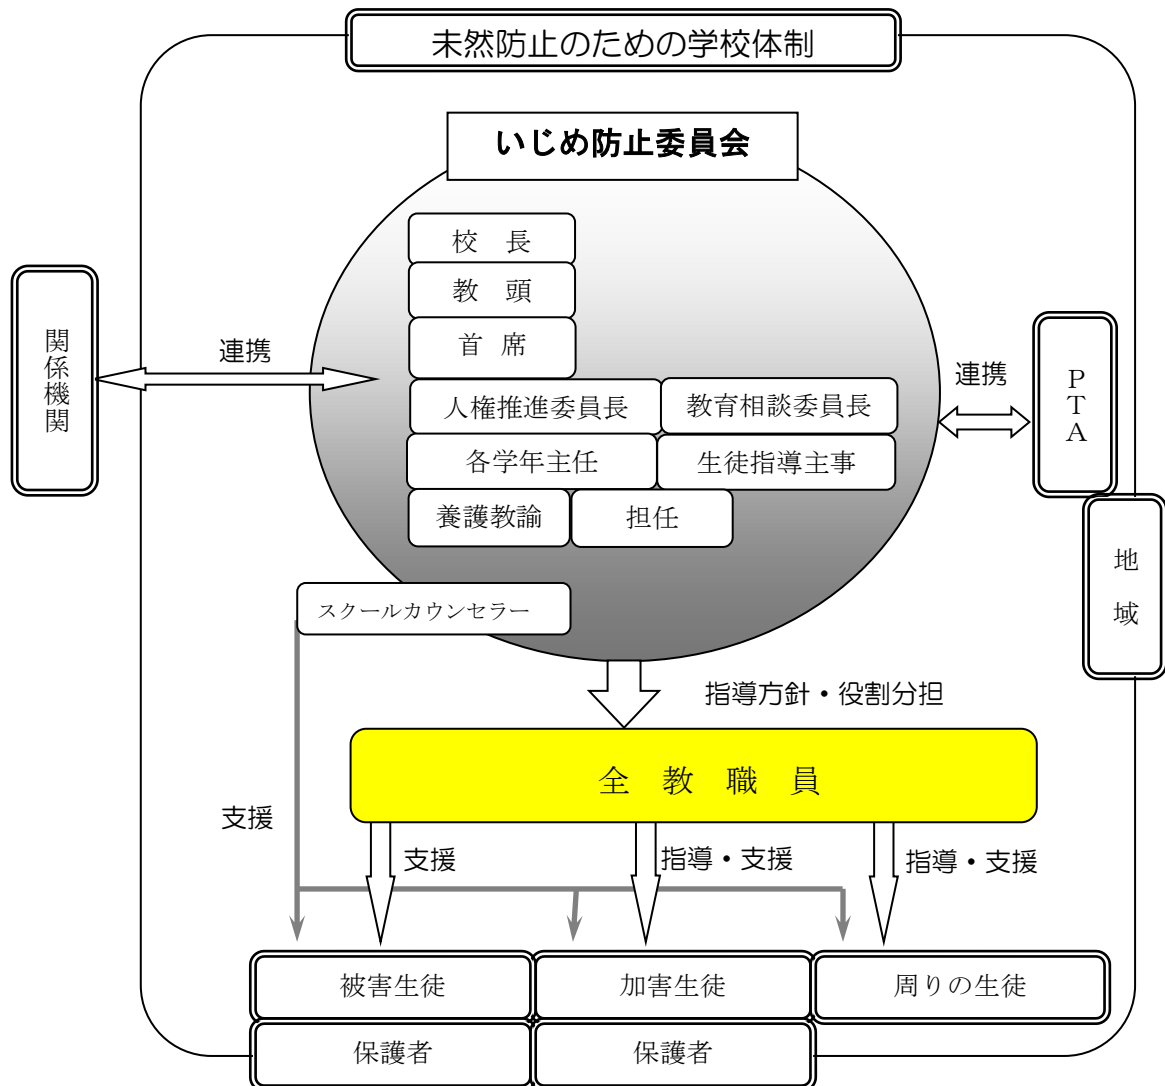 未然防止のための学校体制
いじめ防止委員会
校　長
教　頭
首 席
人権推進委員長
教育相談委員長
各学年主任
生徒指導主事
養護教諭
担任
スクールカウンセラー
関係機関
連携
連携
PTA
地域
指導方針・役割分担
全　教　職　員
支援
支援
指導・支援
指導・支援
被害生徒
加害生徒
周りの生徒
保護者
保護者